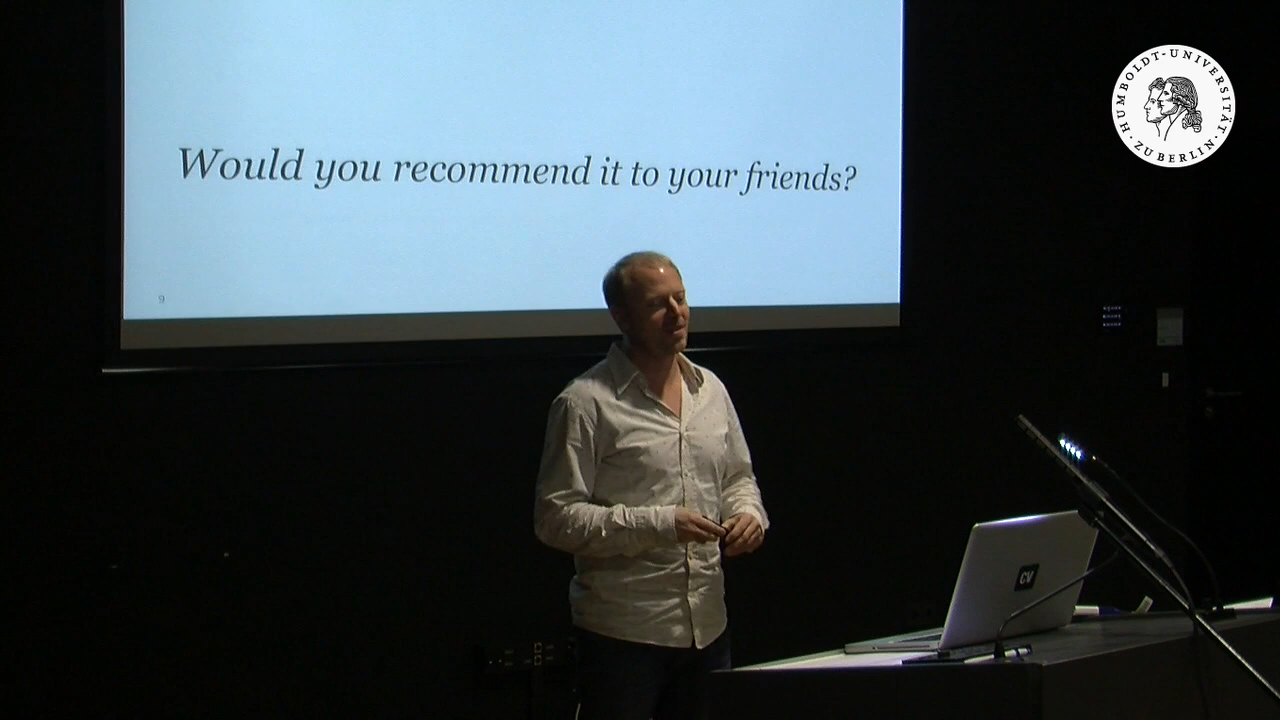 Would you recommend it to your friends?
9
HUMBOLDT-UNIVERSITÄT
ZU BERLIN
CV